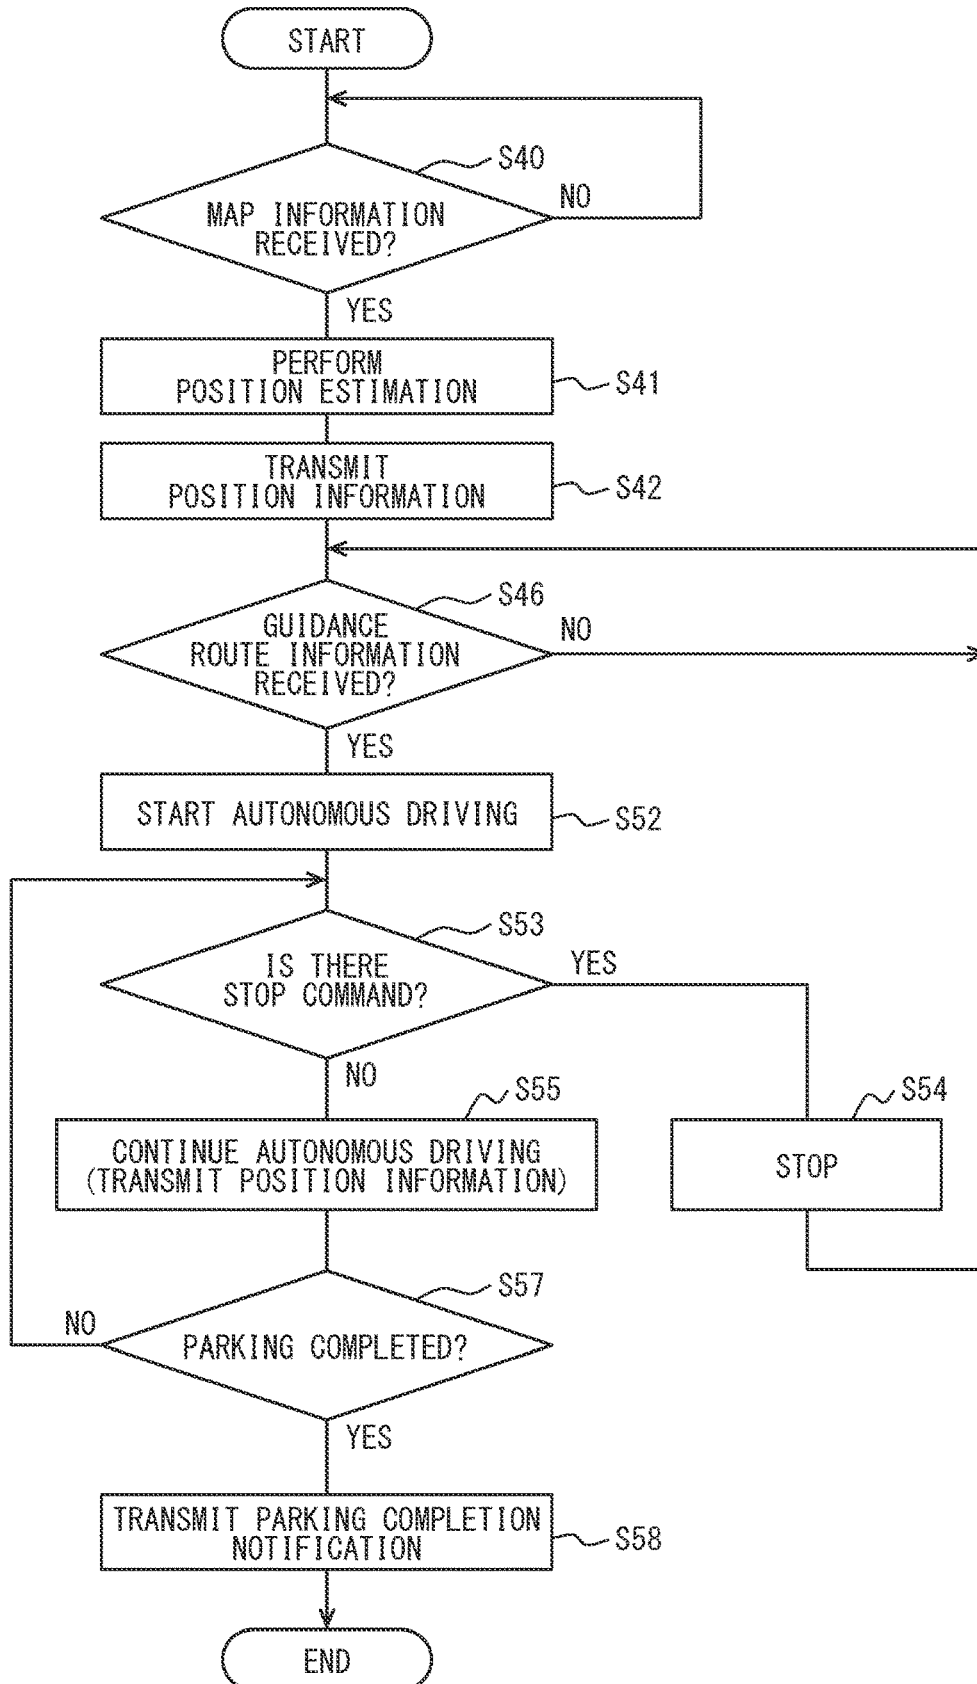 START
S40
MAP INFORMATION
RECEIVED?
NO
YES
PERFORM
POSITION ESTIMATION
S41
TRANSMIT
POSITION INFORMATION
S42
S46
GUIDANCE
ROUTE INFORMATION
RECEIVED?
NO
YES
START AUTONOMOUS DRIVING
S52
S53
IS THERE
STOP COMMAND?
YES
NO
S55
CONTINUE AUTONOMOUS DRIVING
(TRANSMIT POSITION INFORMATION)
S54
STOP
S57
NO
PARKING COMPLETED?
YES
TRANSMIT PARKING COMPLETION
NOTIFICATION
S58
END